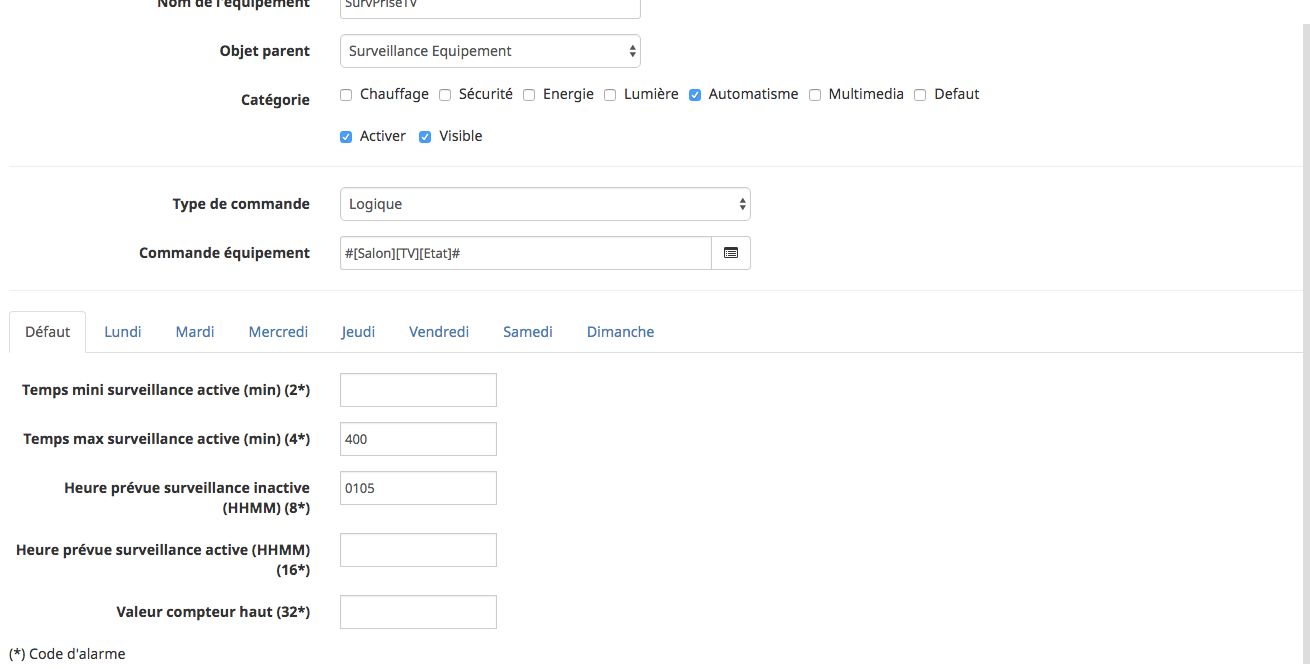 Nom de l'équipement SurvPriseTV
Objet parent Surveillance Equipement
Catégorie Chauffage Sécurité Energie Lumière Automatisme Multimedia Defaut
Activer Visible
Type de commande Logique
Commande équipement #[Salon][TV][Etat]#
Défaut Lundi Mardi Mercredi Jeudi Vendredi Samedi Dimanche
Temps mini surveillance active (min) (2*)
Temps max surveillance active (min) (4*) 400
Heure prévue surveillance inactive 0105
(HHMM) (8*)
Heure prévue surveillance active (HHMM)
(16*)
Valeur compteur haut (32*)
(*) Code d'alarme